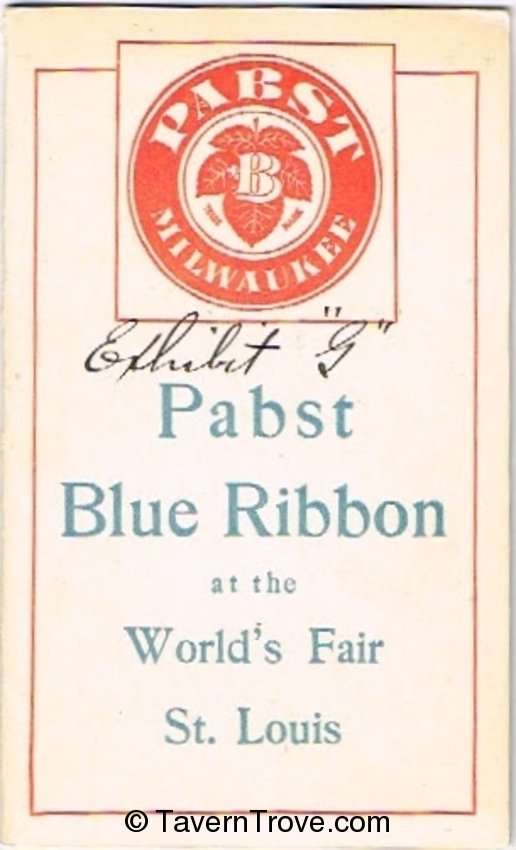 PABST
B
TRADE MARK
MILWAUKEE
Exhibit "G"
Pabst
Blue Ribbon
at the
World's Fair
St. Louis
© TavernTrove.com